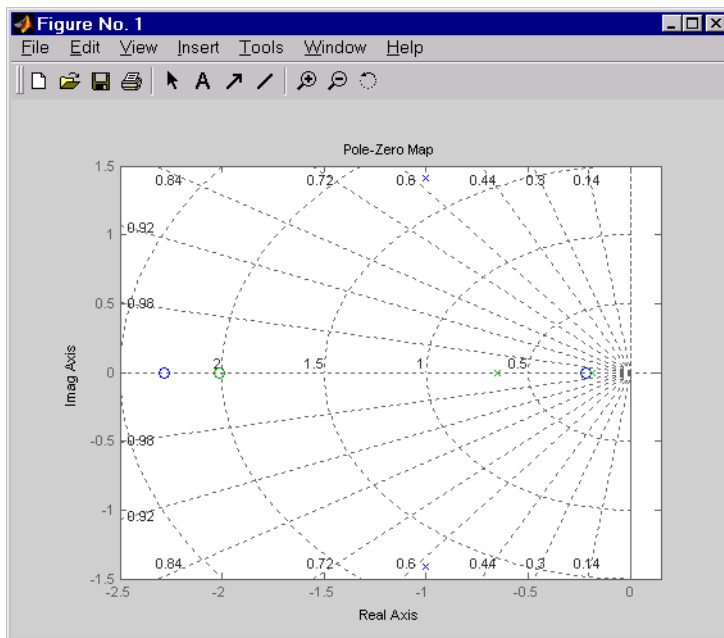 Figure No. 1
File Edit View Insert Tools Window Help
A
Pole-Zero Map
1.5
0.84 0.72 0.6 0.44 0.3 0.14
0.92
1
0.98
0.5
2 1.5 1 0.5
0
Imag Axis
0.98
-0.5
-1
0.92
0.84 0.72 0.6 0.44 0.3 0.14
-1.5
-2.5 -2 -1.5 -1 -0.5 0
Real Axis